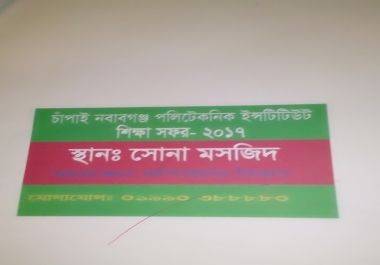 চাঁপাই নবাবগঞ্জ পলিটেকনিক ইন্সটিটিউট
শিক্ষা সফর- ২০১৭
স্থানঃ সোনা মসজিদ
যোগাযোগঃ